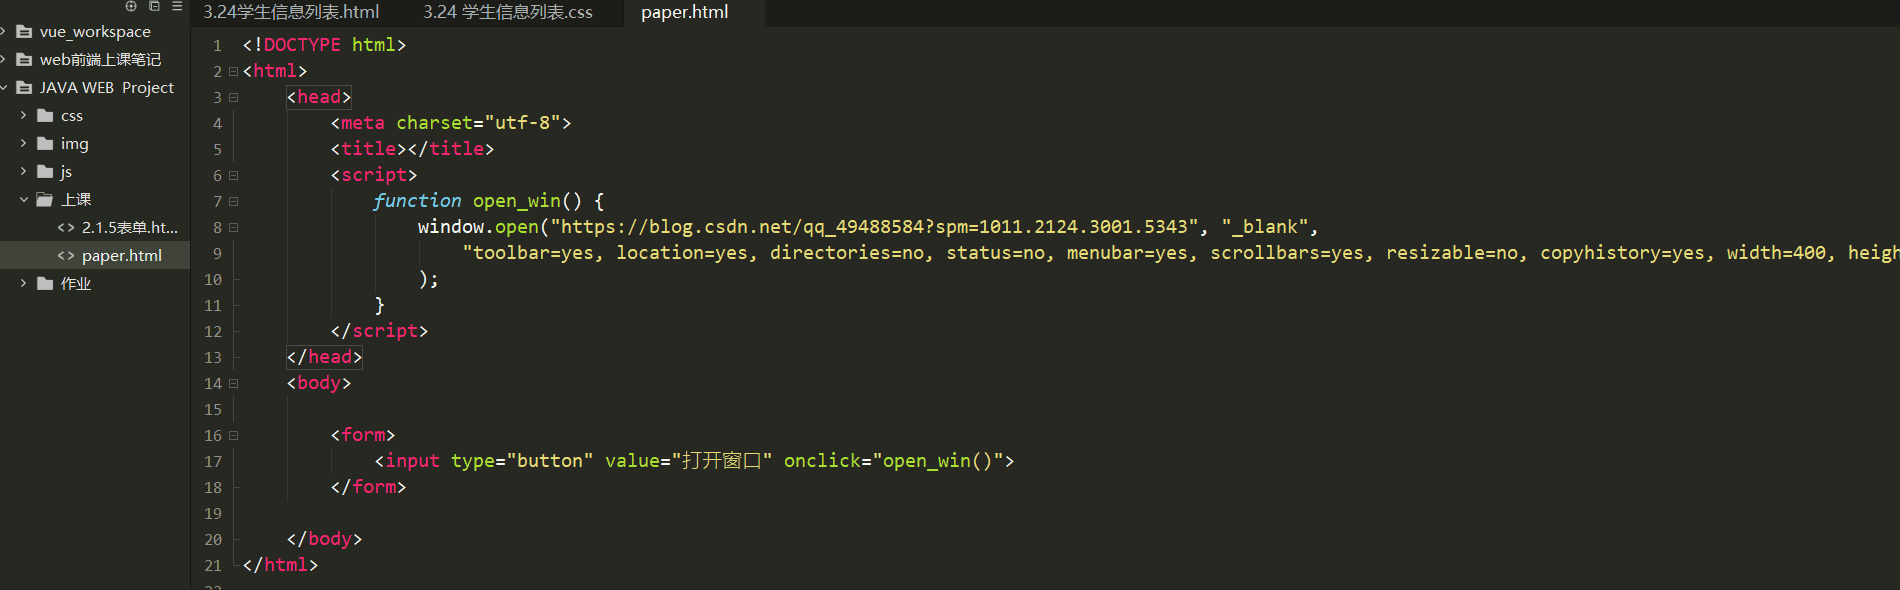 3.24学生信息列表.html 3.24 学生信息列表.css paper.html
vue_workspace
web前端上课笔记
JAVA WEB Project
css
img
js
上课
<> 2.1.5表单.ht...
<> paper.html
作业
1 <!DOCTYPE html>
2 <html>
3 <head>
4 <meta charset="utf-8">
5 <title></title>
6 <script>
7 function open_win() {
8 window.open("https://blog.csdn.net/qq_49488584?spm=1011.2124.3001.5343", "_blank",
9 "toolbar=yes, location=yes, directories=no, status=no, menubar=yes, scrollbars=yes, resizable=no, copyhistory=yes, width=400, heigh
10 );
11 }
12 </script>
13 </head>
14 <body>
15
16 <form>
17 <input type="button" value="打开窗口" onclick="open_win()">
18 </form>
19
20 </body>
21 </html>